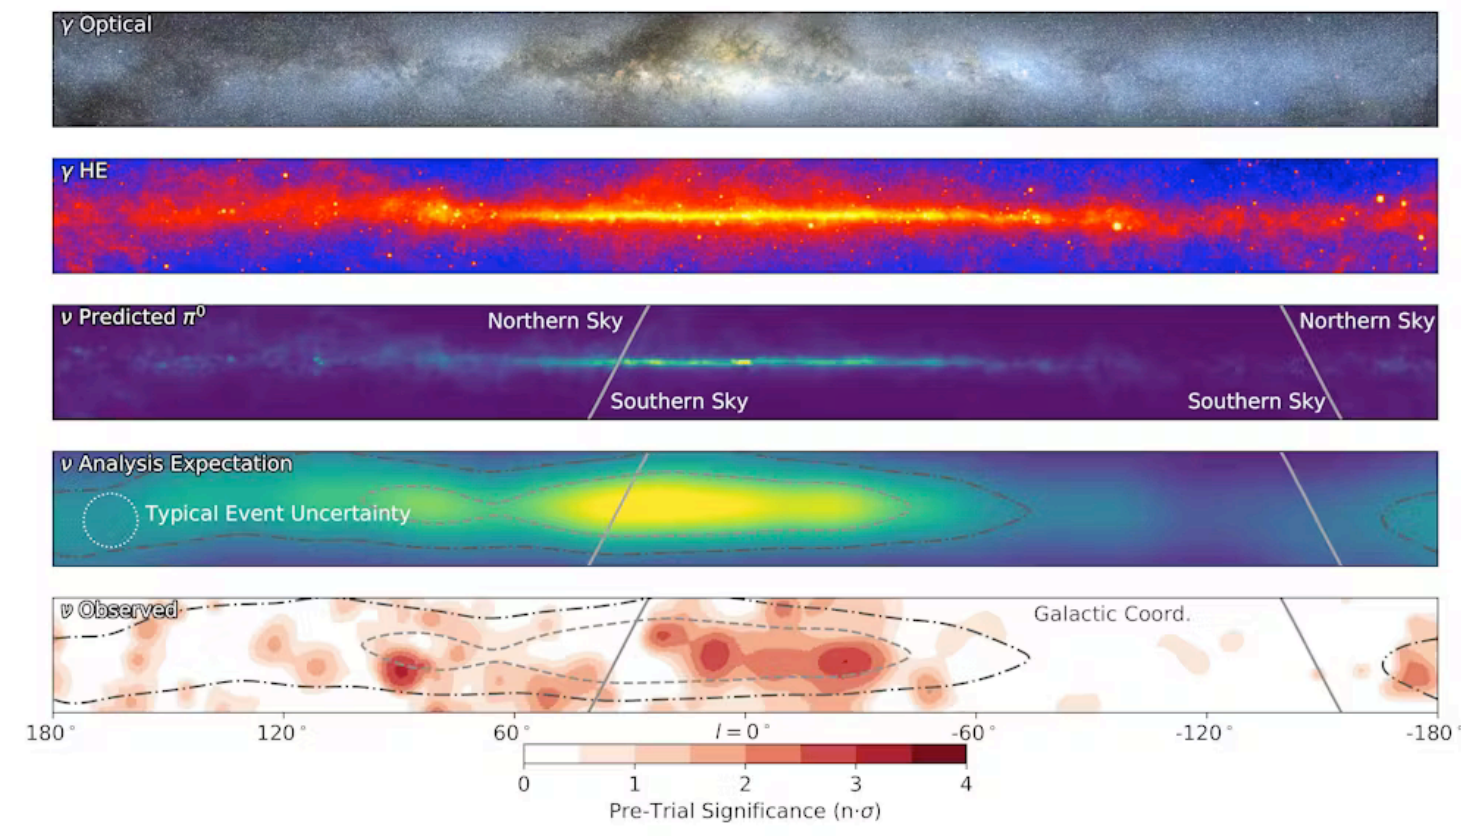 γ Optical
γ HE
ν Predicted π⁰
Northern Sky
Northern Sky
Southern Sky
Southern Sky
ν Analysis Expectation
Typical Event Uncertainty
ν Observed
Galactic Coord.
180° 120° 60° l = 0° -60° -120° -180°
0 1 2 3 4
Pre-Trial Significance (n·σ)